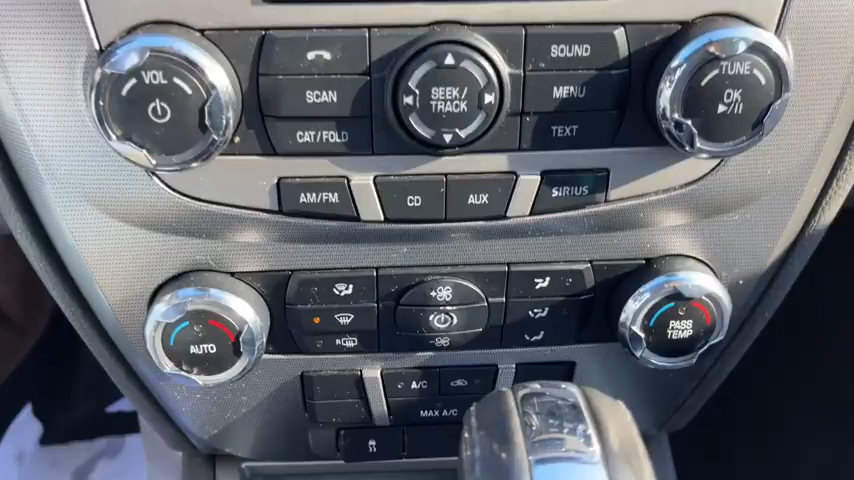 VOL
SCAN
CAT/FOLD
SEEK/
TRACK
SOUND
MENU
TEXT
TUNE
OK
AM/FM
CD
AUX
SIRIUS
AUTO
R
PASS
TEMP
A/C
MAX A/C